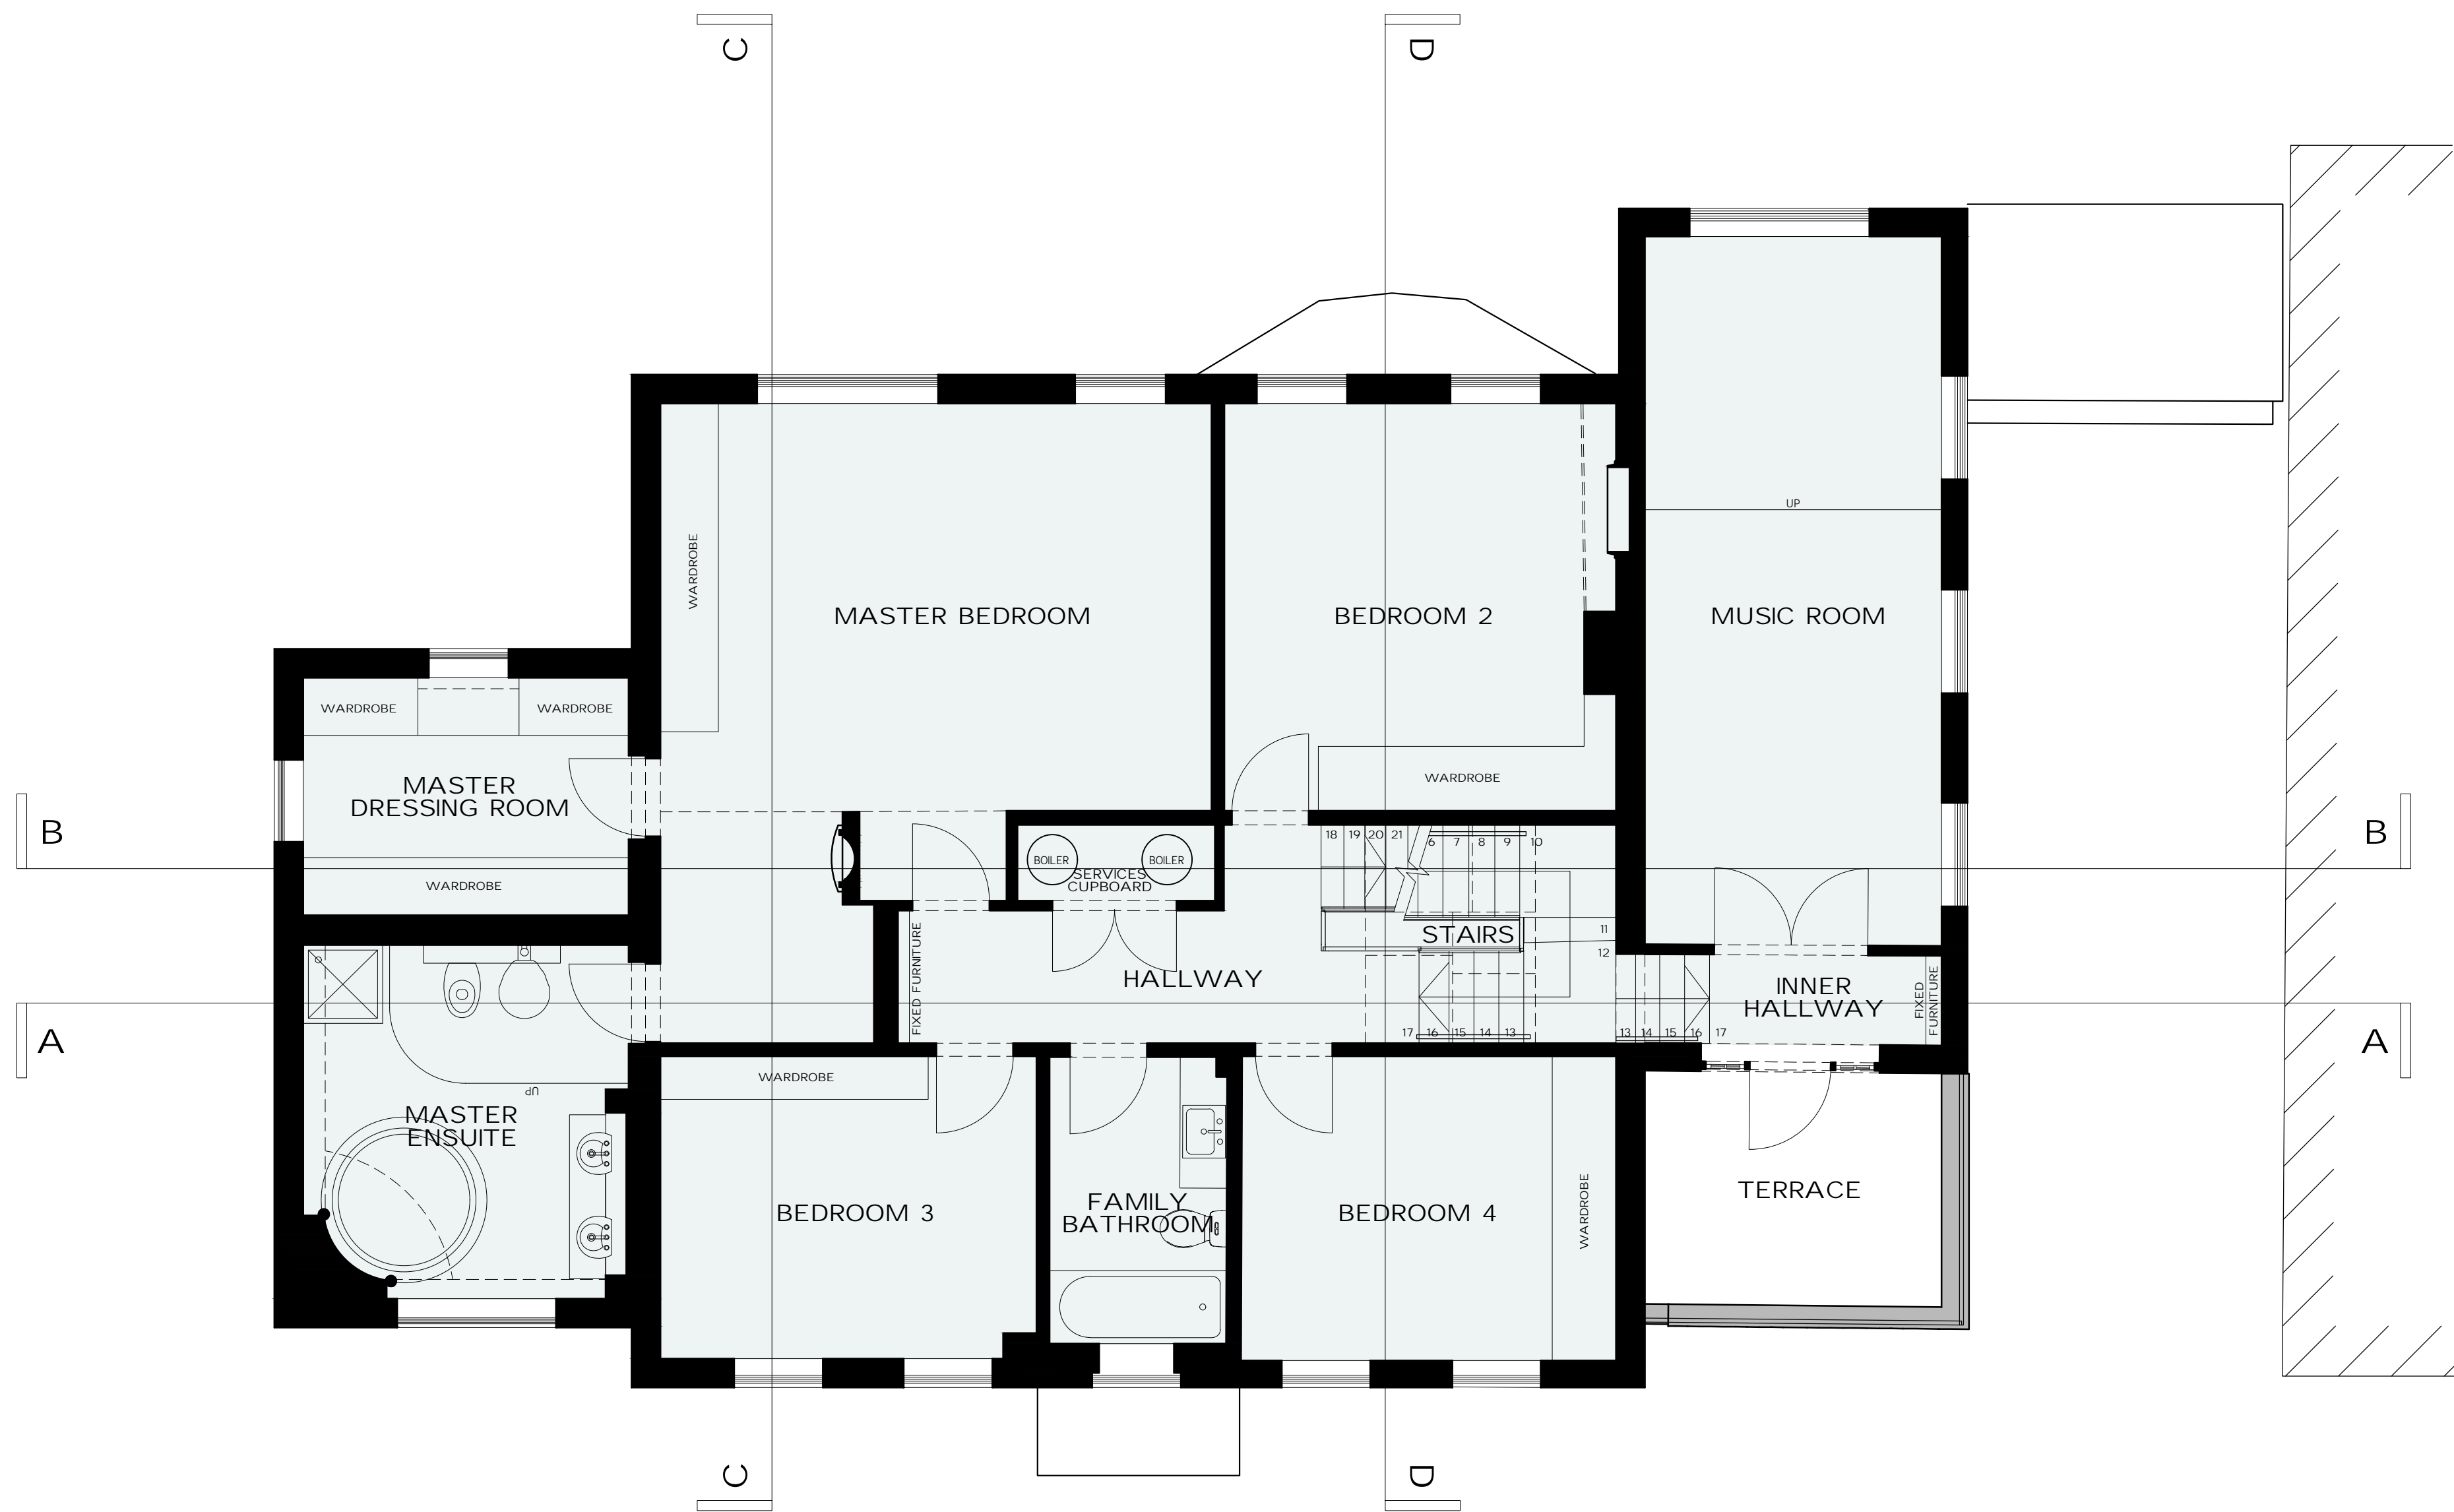 C
D
UP
WARDROBE
MASTER BEDROOM
BEDROOM 2
MUSIC ROOM
WARDROBE
WARDROBE
WARDROBE
MASTER
DRESSING ROOM
B
B
18 19 20 21 6 7 8 9 10
BOILER
BOILER
SERVICES
CUPBOARD
WARDROBE
STAIRS
11
12
FIXED FURNITURE
HALLWAY
INNER
HALLWAY
FIXED
FURNITURE
17 16 15 14 13
13 14 15 16 17
A
A
WARDROBE
UP
MASTER
ENSUITE
BEDROOM 3
FAMILY
BATHROOM
BEDROOM 4
WARDROBE
TERRACE
C
D